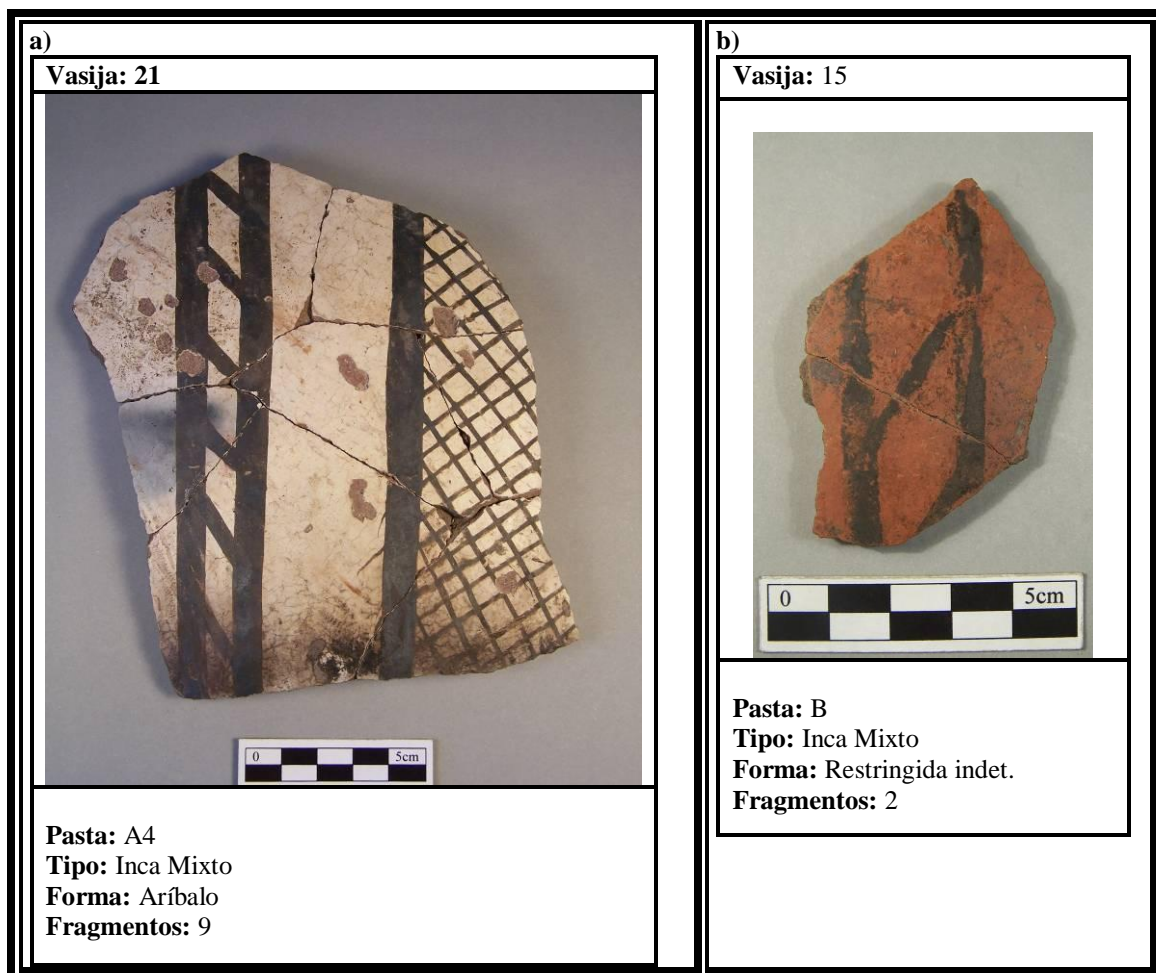 a)
Vasija: 21
0 5cm
Pasta: A4
Tipo: Inca Mixto
Forma: Aríbalo
Fragmentos: 9
b)
Vasija: 15
0 5cm
Pasta: B
Tipo: Inca Mixto
Forma: Restringida indet.
Fragmentos: 2